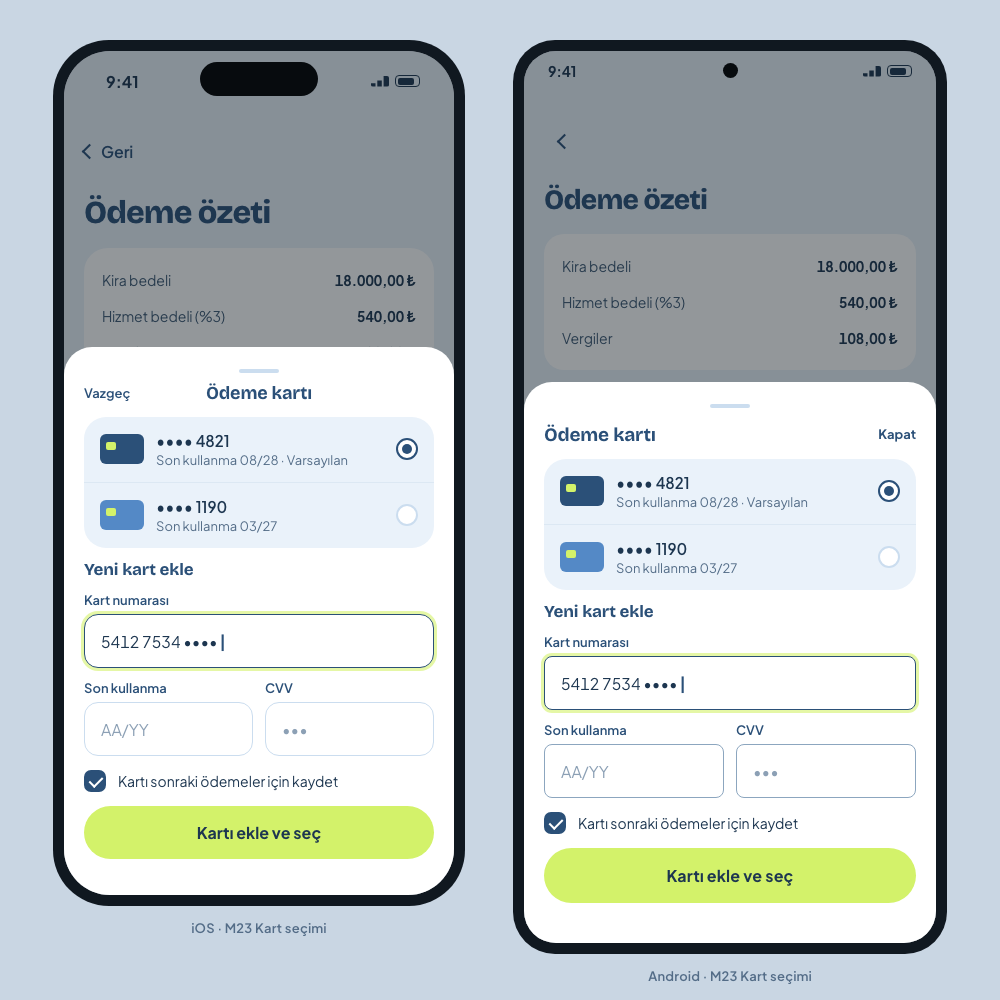 9:41
Geri
Ödeme özeti
Kira bedeli 18.000,00 ₺
Hizmet bedeli (%3) 540,00 ₺
Vazgeç Ödeme kartı
•••• 4821
Son kullanma 08/28 · Varsayılan
•••• 1190
Son kullanma 03/27
Yeni kart ekle
Kart numarası
5412 7534 •••• |
Son kullanma CVV
AA/YY •••
Kartı sonraki ödemeler için kaydet
Kartı ekle ve seç
iOS · M23 Kart seçimi
9:41
Ödeme özeti
Kira bedeli 18.000,00 ₺
Hizmet bedeli (%3) 540,00 ₺
Vergiler 108,00 ₺
Ödeme kartı Kapat
•••• 4821
Son kullanma 08/28 · Varsayılan
•••• 1190
Son kullanma 03/27
Yeni kart ekle
Kart numarası
5412 7534 •••• |
Son kullanma CVV
AA/YY •••
Kartı sonraki ödemeler için kaydet
Kartı ekle ve seç
Android · M23 Kart seçimi